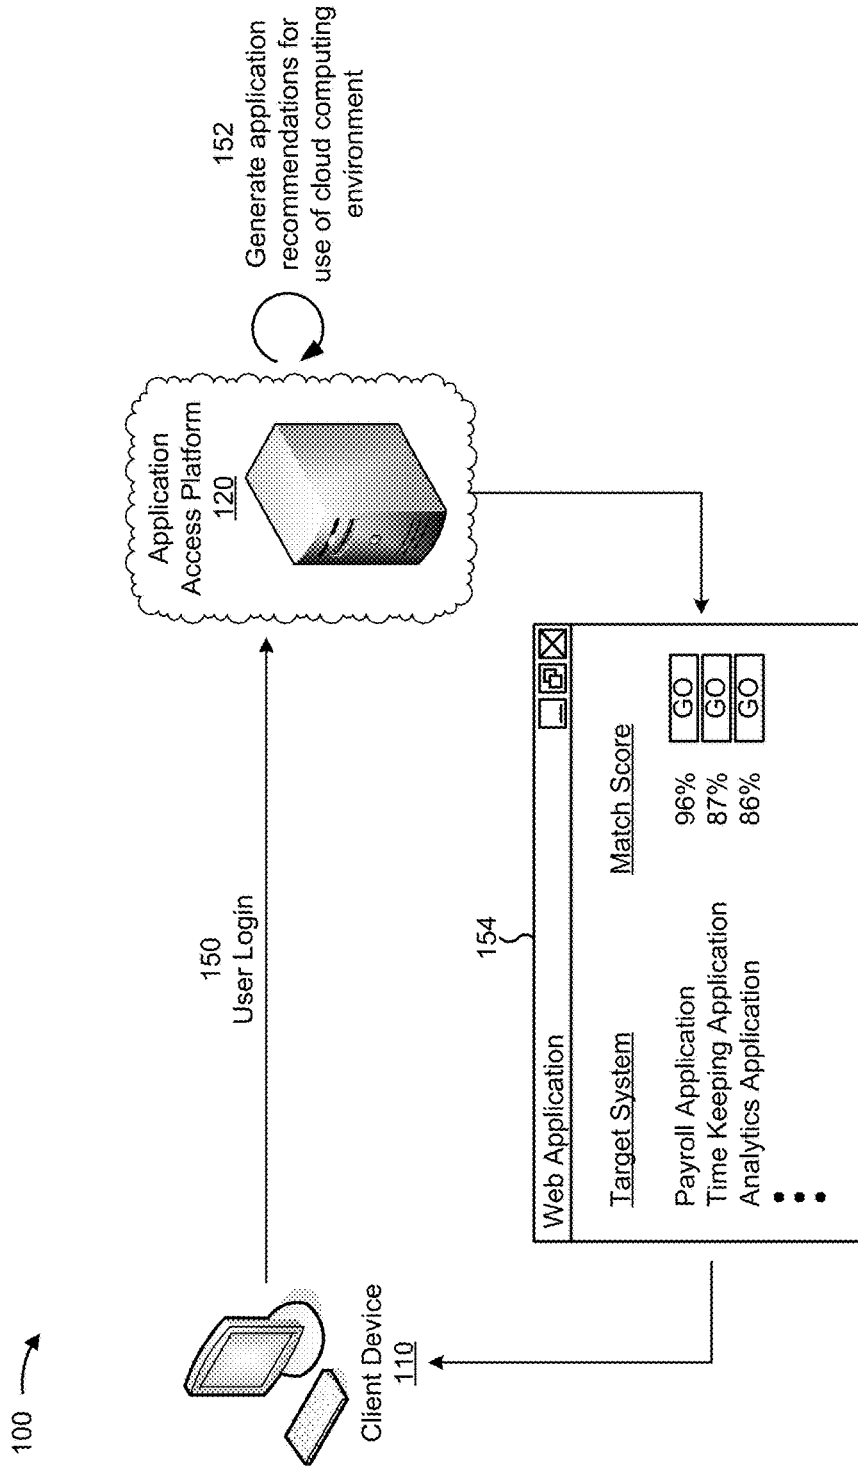 100
Client Device
110
150
User Login
Application
Access Platform
120
152
Generate application
recommendations for
use of cloud computing
environment
154
Web Application
Target System Match Score
Payroll Application 96% GO
Time Keeping Application 87% GO
Analytics Application 86% GO